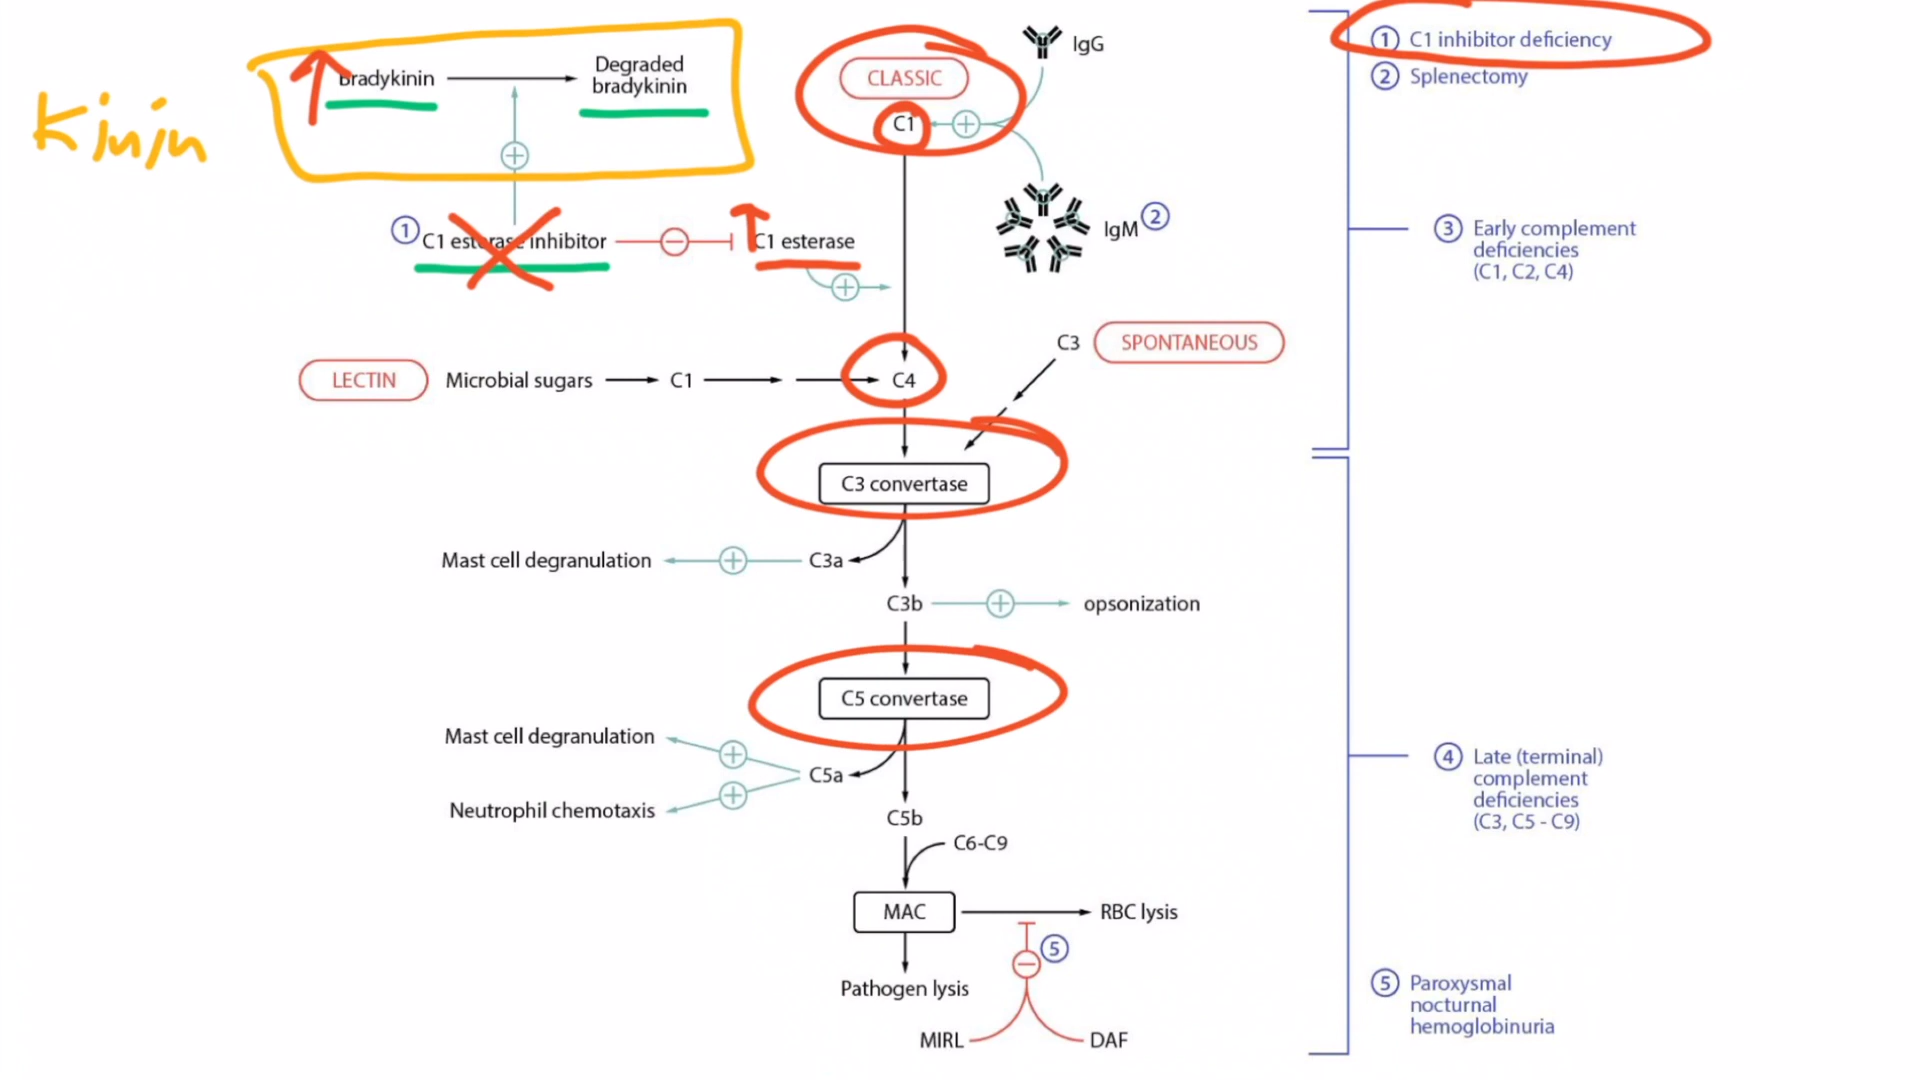 Kinin
Bradykinin
Degraded
bradykinin
CLASSIC
C1
IgG
IgM
2
1
C1 esterase inhibitor
C1 esterase
LECTIN
Microbial sugars
C1
C4
C3
SPONTANEOUS
C3 convertase
Mast cell degranulation
C3a
C3b
opsonization
C5 convertase
Mast cell degranulation
C5a
Neutrophil chemotaxis
C5b
C6-C9
MAC
RBC lysis
5
Pathogen lysis
MIRL
DAF
1 C1 inhibitor deficiency
2 Splenectomy
3 Early complement
deficiencies
(C1, C2, C4)
4 Late (terminal)
complement
deficiencies
(C3, C5 - C9)
5 Paroxysmal
nocturnal
hemoglobinuria